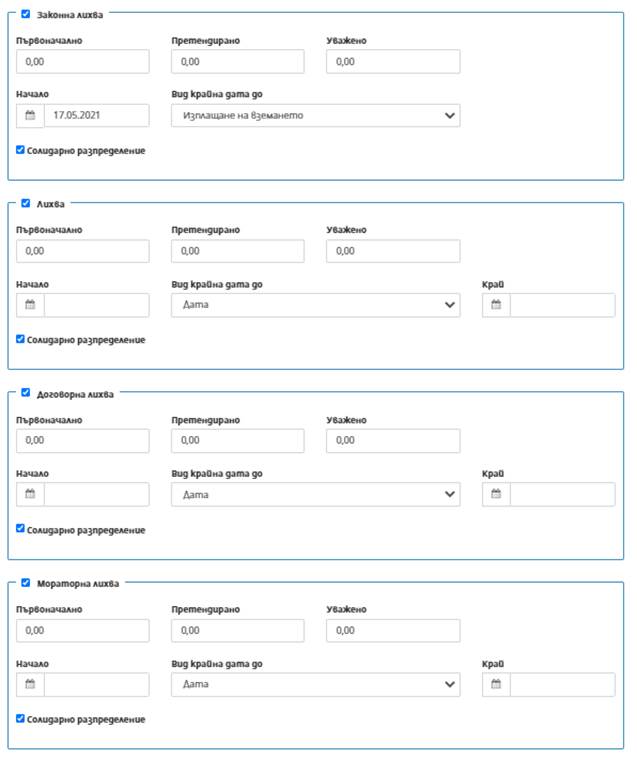 Законна лихва
Първоначално Претендирано Уважено
0,00 0,00 0,00
Начало Вид крайна дата до
17.05.2021 Изплащане на вземането
Солидарно разпределение
Лихва
Първоначално Претендирано Уважено
0,00 0,00 0,00
Начало Вид крайна дата до Край
Дата
Солидарно разпределение
Договорна лихва
Първоначално Претендирано Уважено
0,00 0,00 0,00
Начало Вид крайна дата до Край
Дата
Солидарно разпределение
Мораторна лихва
Първоначално Претендирано Уважено
0,00 0,00 0,00
Начало Вид крайна дата до Край
Дата
Солидарно разпределение